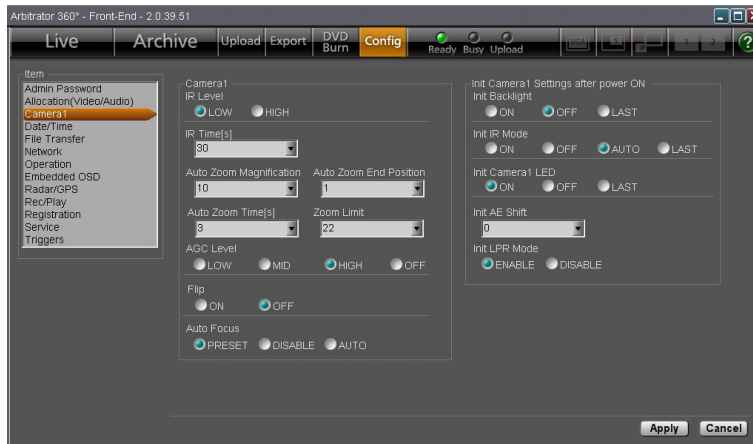 Arbitrator 360° - Front-End - 2.0.39.51
Live Archive Upload Export DVD Burn Config Ready Busy Upload VGA 1 2 ?
Item
Admin Password
Allocation(Video/Audio)
Camera1
Date/Time
File Transfer
Network
Operation
Embedded OSD
Radar/GPS
Rec/Play
Registration
Service
Triggers
Camera1
IR Level
LOW HIGH
IR Time[s]
30
Auto Zoom Magnification Auto Zoom End Position
10 1
Auto Zoom Time[s] Zoom Limit
3 22
AGC Level
LOW MID HIGH OFF
Flip
ON OFF
Auto Focus
PRESET DISABLE AUTO
Init Camera1 Settings after power ON
Init Backlight
ON OFF LAST
Init IR Mode
ON OFF AUTO LAST
Init Camera1 LED
ON OFF LAST
Init AE Shift
0
Init LPR Mode
ENABLE DISABLE
Apply Cancel